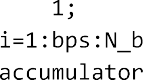 1;
i=1:bps:N_b
accumulator